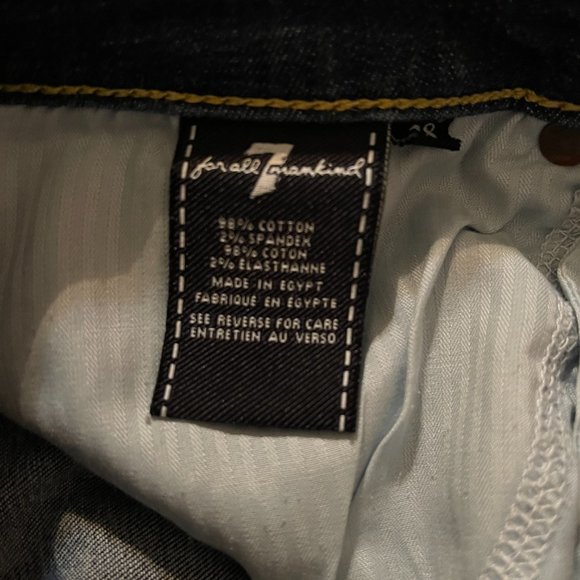 7
for all mankind
98% COTTON
2% SPANDEX
98% COTON
2% ELASTHANNE
MADE IN EGYPT
FABRIQUE EN EGYPTE
SEE REVERSE FOR CARE
ENTRETIEN AU VERSO